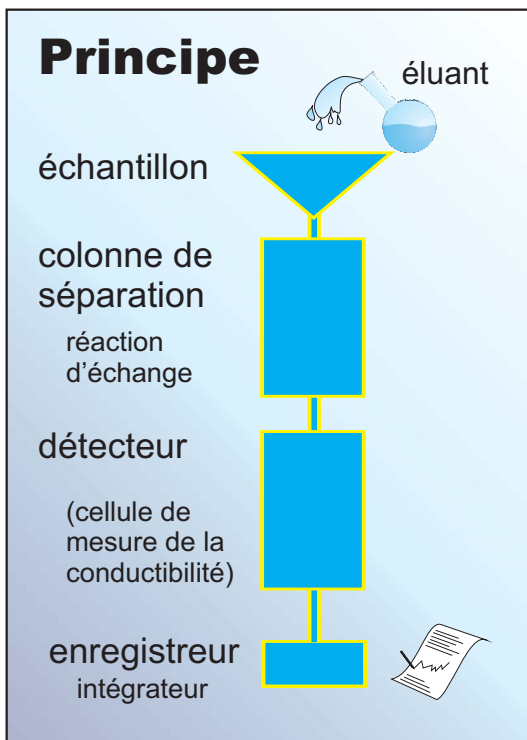 Principe
éluant
échantillon
colonne de
séparation
réaction
d'échange
détecteur
(cellule de
mesure de la
conductibilité)
enregistreur
intégrateur